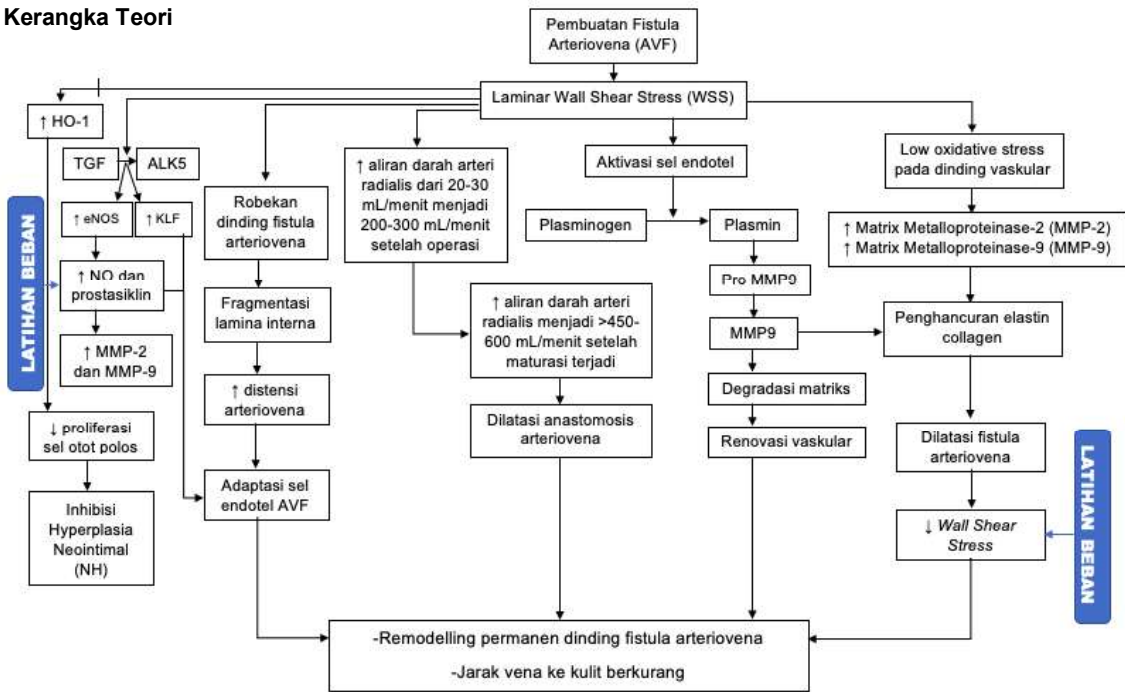 Kerangka Teori
Pembuatan Fistula
Arteriovena (AVF)
Laminar Wall Shear Stress (WSS)
↑ HO-1
TGF
ALK5
↑ eNOS
↑ KLF
LATIHAN BEBAN
↑ NO dan
prostasiklin
↑ MMP-2
dan MMP-9
↓ proliferasi
sel otot polos
Inhibisi
Hyperplasia
Neointimal
(NH)
Robekan
dinding fistula
arteriovena
Fragmentasi
lamina interna
↑ distensi
arteriovena
Adaptasi sel
endotel AVF
↑ aliran darah arteri
radialis dari 20-30
mL/menit menjadi
200-300 mL/menit
setelah operasi
↑ aliran darah arteri
radialis menjadi >450-
600 mL/menit setelah
maturasi terjadi
Dilatasi anastomosis
arteriovena
Aktivasi sel endotel
Plasminogen
Plasmin
Pro MMP9
MMP9
Degradasi matriks
Renovasi vaskular
Low oxidative stress
pada dinding vaskular
↑ Matrix Metalloproteinase-2 (MMP-2)
↑ Matrix Metalloproteinase-9 (MMP-9)
Penghancuran elastin
collagen
Dilatasi fistula
arteriovena
↓ Wall Shear
Stress
LATIHAN BEBAN
-Remodelling permanen dinding fistula arteriovena
-Jarak vena ke kulit berkurang